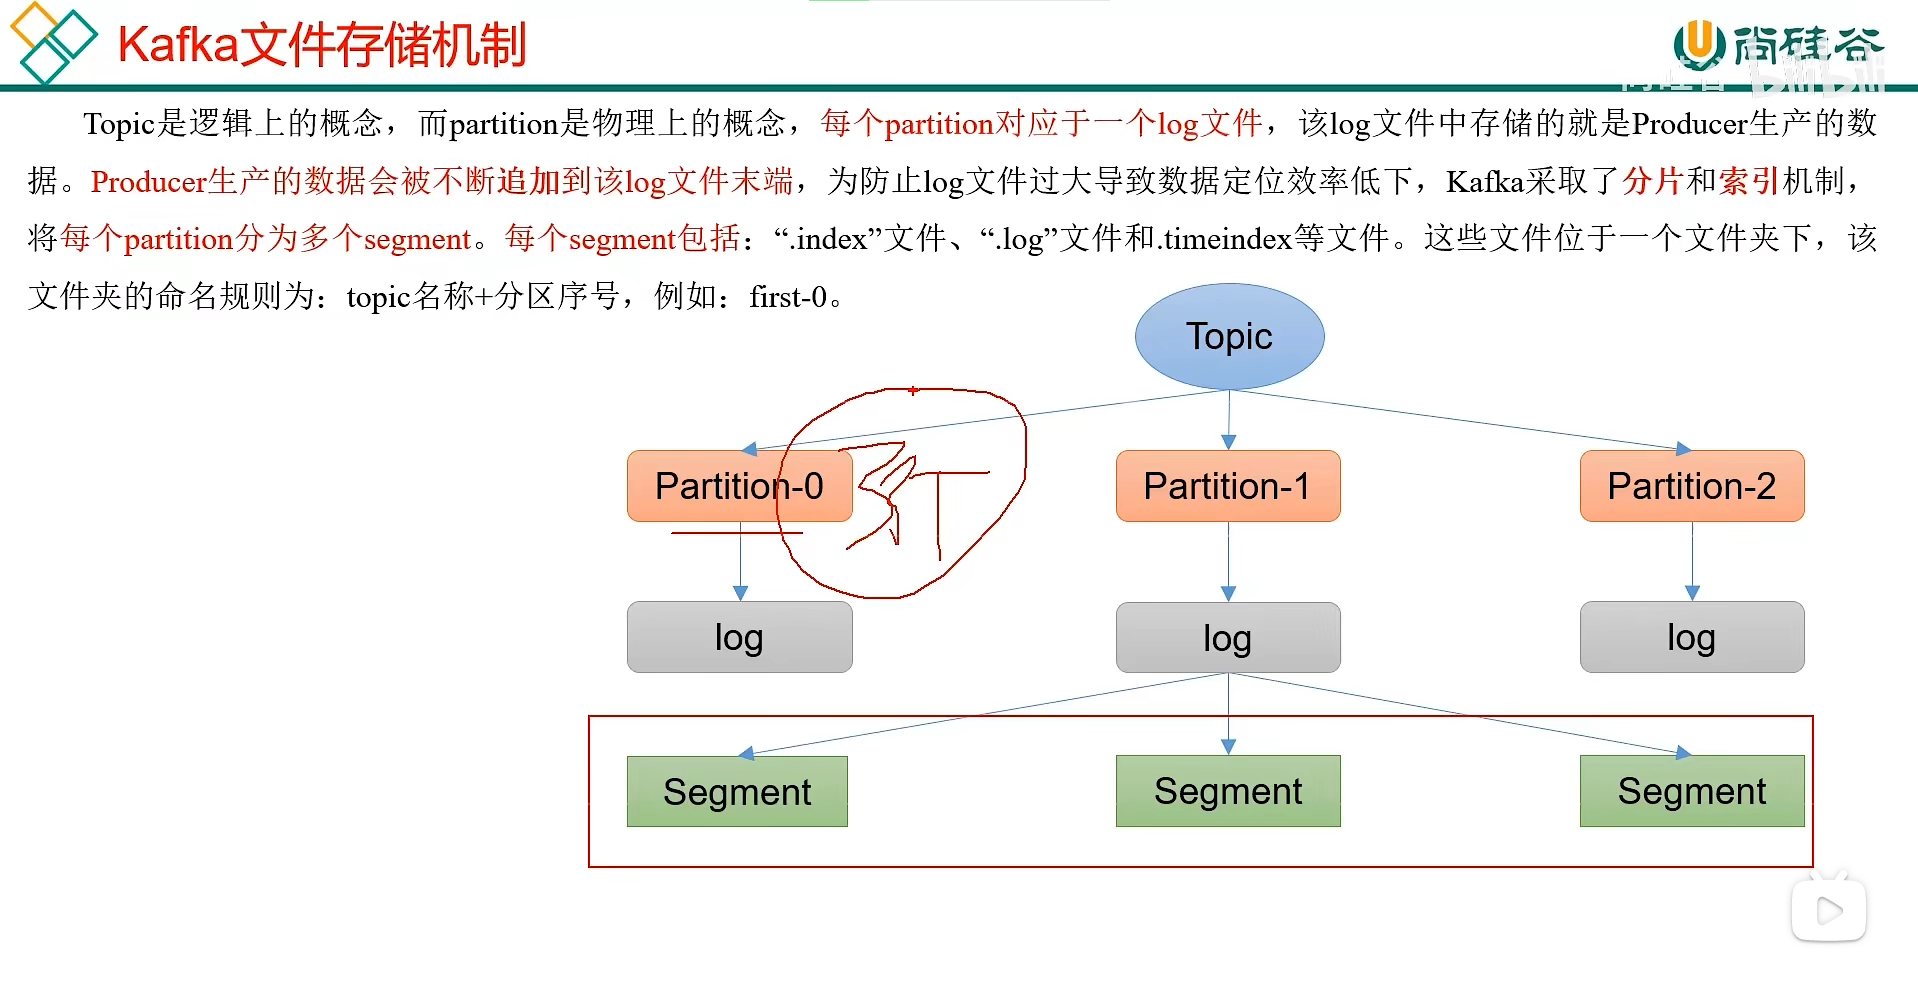 Kafka文件存储机制
尚硅谷
尚硅谷 bilibili
Topic是逻辑上的概念，而partition是物理上的概念，每个partition对应于一个log文件，该log文件中存储的就是Producer生产的数
据。Producer生产的数据会被不断追加到该log文件末端，为防止log文件过大导致数据定位效率低下，Kafka采取了分片和索引机制，
将每个partition分为多个segment。每个segment包括：“.index”文件、“.log”文件和.timeindex等文件。这些文件位于一个文件夹下，该
文件夹的命名规则为：topic名称+分区序号，例如：first-0。
Topic
Partition-0
Partition-1
Partition-2
log
log
log
Segment
Segment
Segment